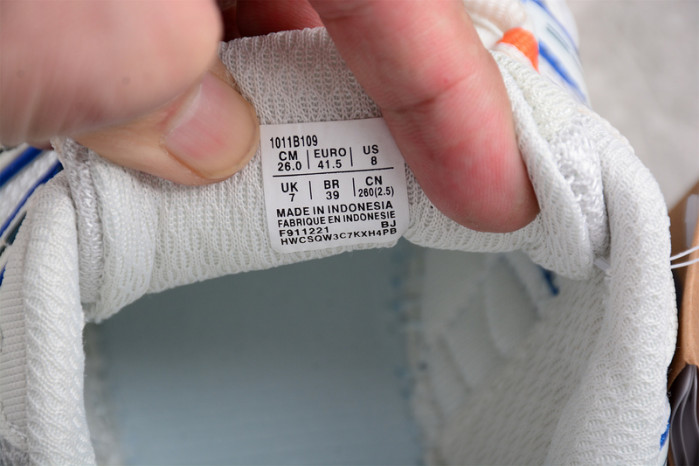 1011B109
CM EURO US
26.0 41.5 8
UK BR CN
7 39 260(2.5)
MADE IN INDONESIA
FABRIQUE EN INDONESIE
F911221 BJ
HWCSQW3C7KXH4PB